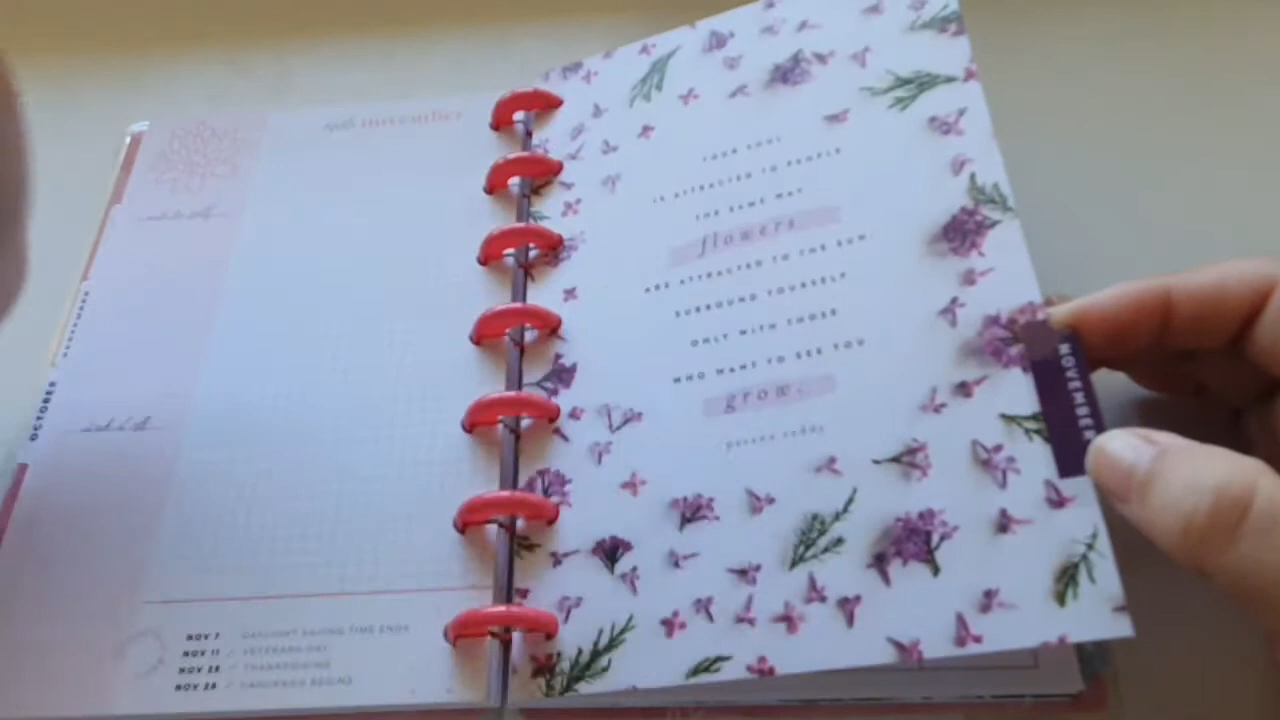 november
OCTOBER
NOV 7 / DAYLIGHT SAVING TIME ENDS
NOV 11 / VETERANS DAY
NOV 25 / THANKSGIVING
NOV 28 / HANUKKAH BEGINS
YOUR SOUL
IS ATTRACTED TO PEOPLE
THE SAME WAY
flowers
ARE ATTRACTED TO THE SUN
SURROUND YOURSELF
ONLY WITH THOSE
WHO WANT TO SEE YOU
grow.
NOVEMBER